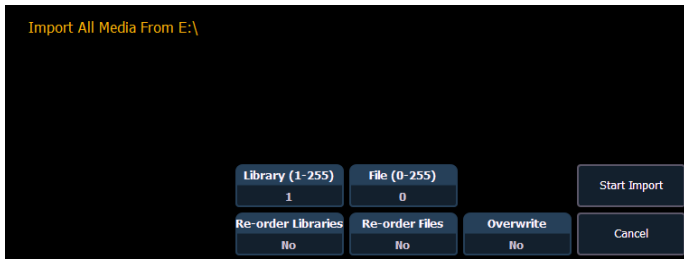 Import All Media From E:\
Library (1-255)
1
File (0-255)
0
Start Import
Re-order Libraries
No
Re-order Files
No
Overwrite
No
Cancel